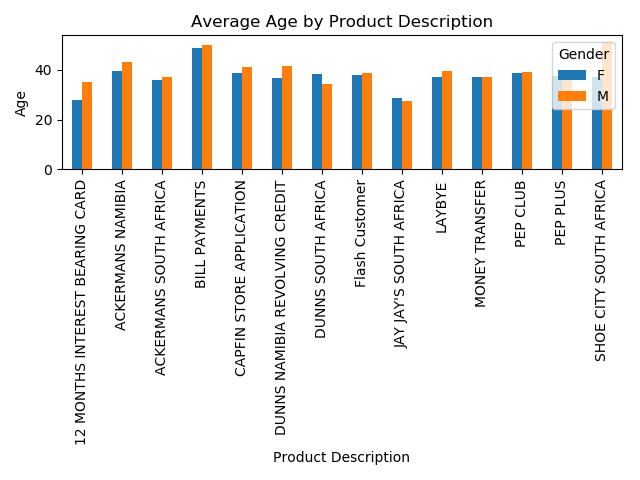 Average Age by Product Description
Age
40
20
0
Gender
F
M
12 MONTHS INTEREST BEARING CARD
ACKERMANS NAMIBIA
ACKERMANS SOUTH AFRICA
BILL PAYMENTS
CAPFIN STORE APPLICATION
DUNNS NAMIBIA REVOLVING CREDIT
DUNNS SOUTH AFRICA
Flash Customer
JAY JAY'S SOUTH AFRICA
LAYBYE
MONEY TRANSFER
PEP CLUB
PEP PLUS
SHOE CITY SOUTH AFRICA
Product Description